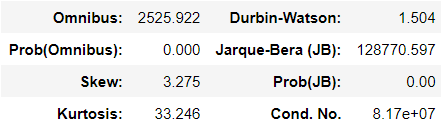 Omnibus: 2525.922 Durbin-Watson: 1.504
Prob(Omnibus): 0.000 Jarque-Bera (JB): 128770.597
Skew: 3.275 Prob(JB): 0.00
Kurtosis: 33.246 Cond. No. 8.17e+07